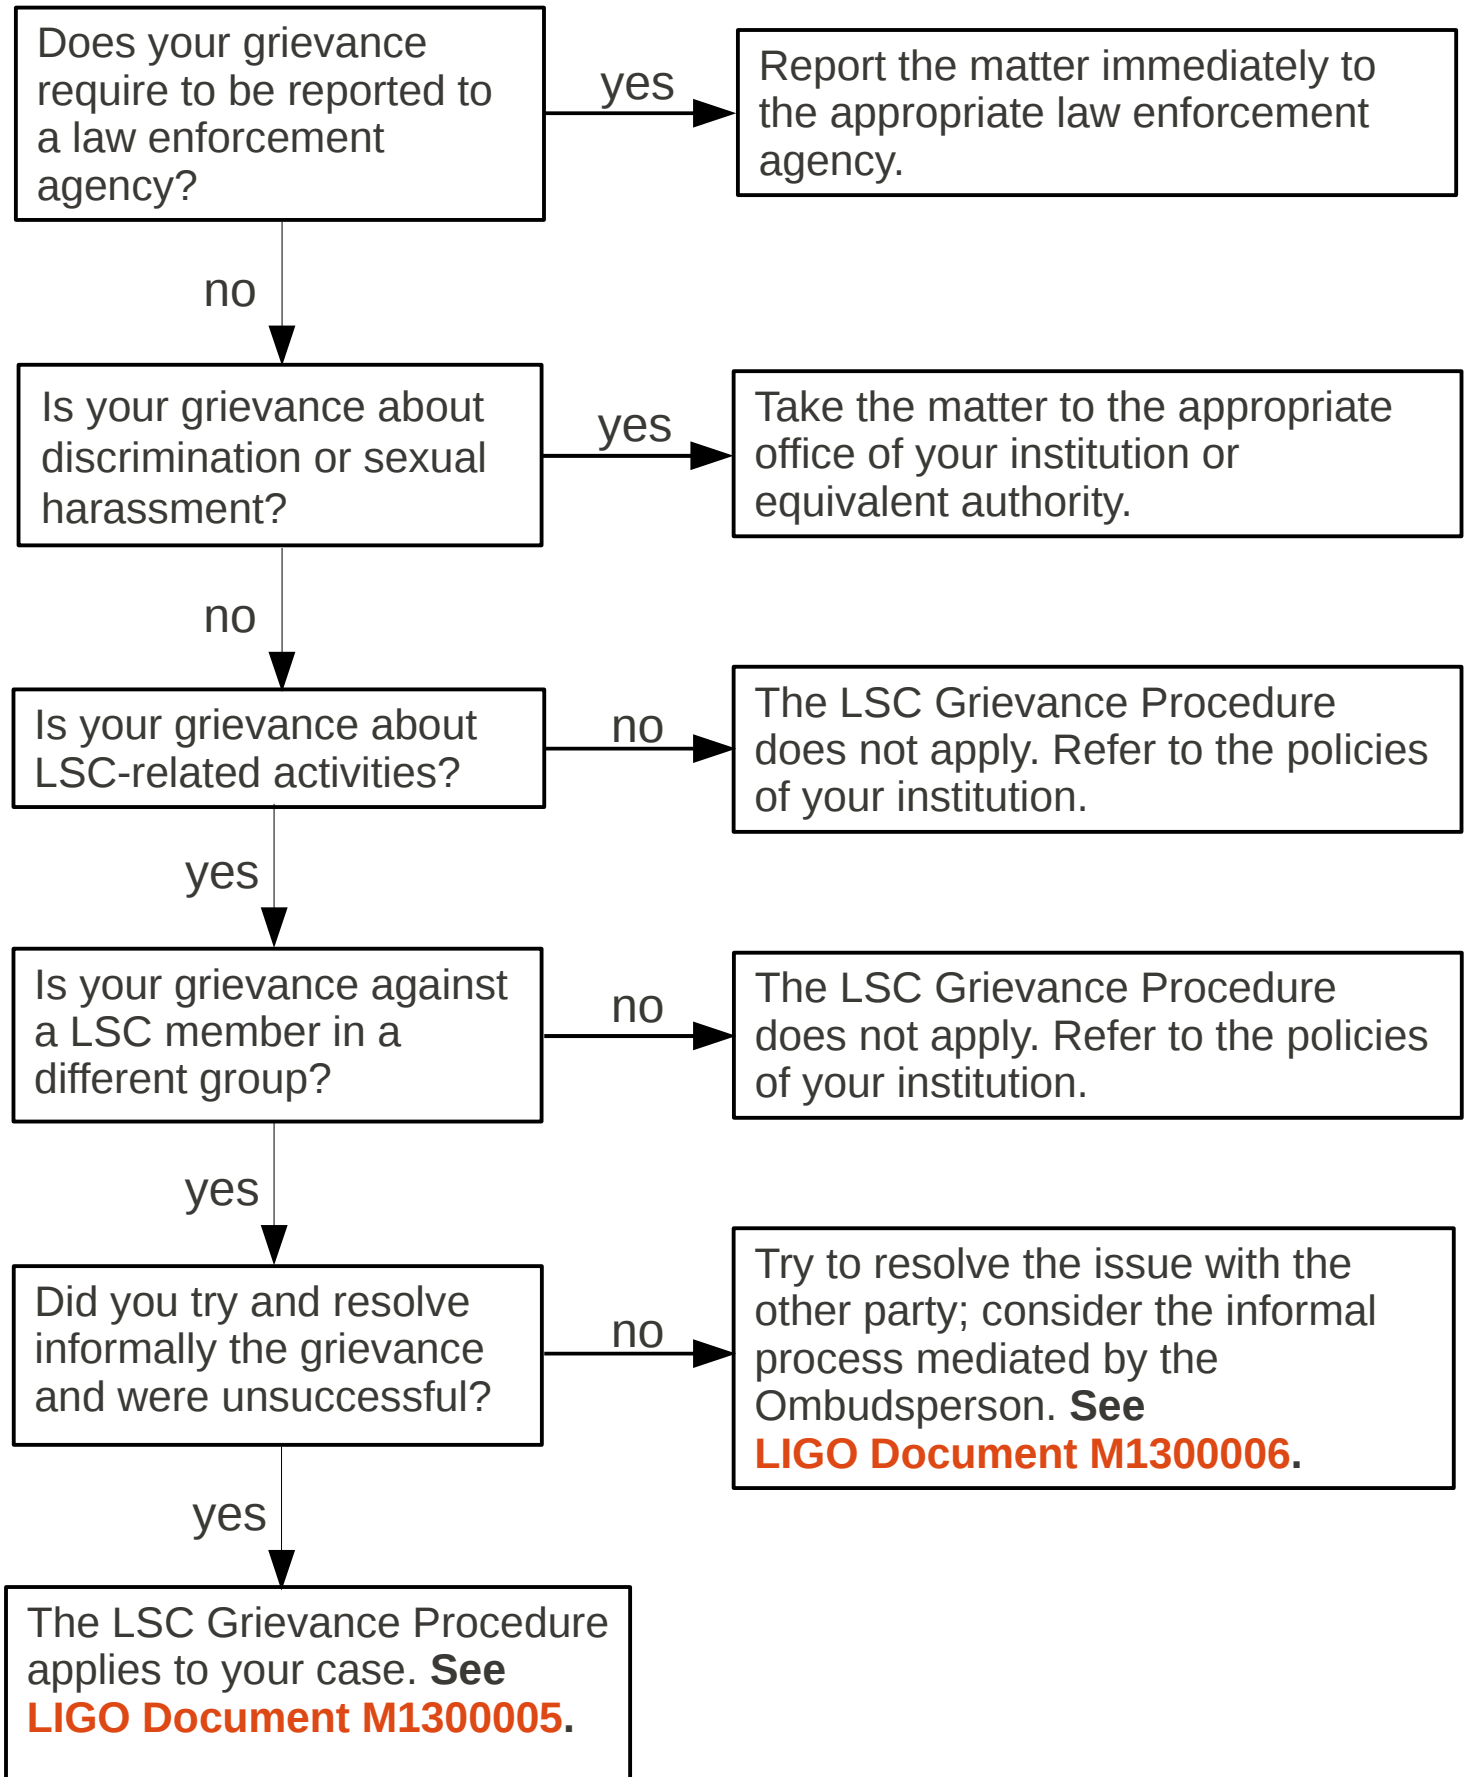 Does your grievance
require to be reported to
a law enforcement
agency?
yes
Report the matter immediately to
the appropriate law enforcement
agency.
no
Is your grievance about
discrimination or sexual
harassment?
yes
Take the matter to the appropriate
office of your institution or
equivalent authority.
no
Is your grievance about
LSC-related activities?
no
The LSC Grievance Procedure
does not apply. Refer to the policies
of your institution.
yes
Is your grievance against
a LSC member in a
different group?
no
The LSC Grievance Procedure
does not apply. Refer to the policies
of your institution.
yes
Did you try and resolve
informally the grievance
and were unsuccessful?
no
Try to resolve the issue with the
other party; consider the informal
process mediated by the
Ombudsperson. See
LIGO Document M1300006.
yes
The LSC Grievance Procedure
applies to your case. See
LIGO Document M1300005.